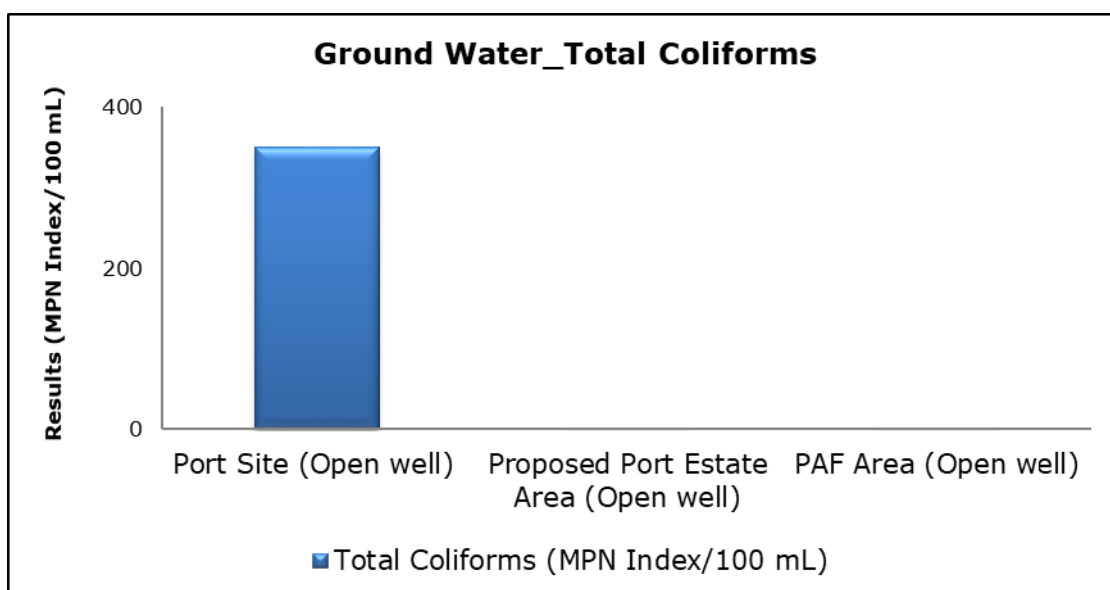 Ground Water_Total Coliforms
Results (MPN Index/100 mL)
400
200
0
Port Site (Open well)
Proposed Port Estate
Area (Open well)
PAF Area (Open well)
Total Coliforms (MPN Index/100 mL)